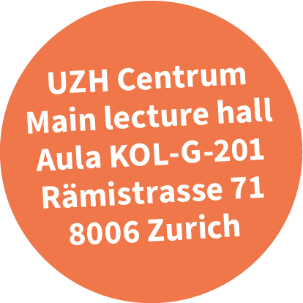 UZH Centrum
Main lecture hall
Aula KOL-G-201
Rämistrasse 71
8006 Zurich